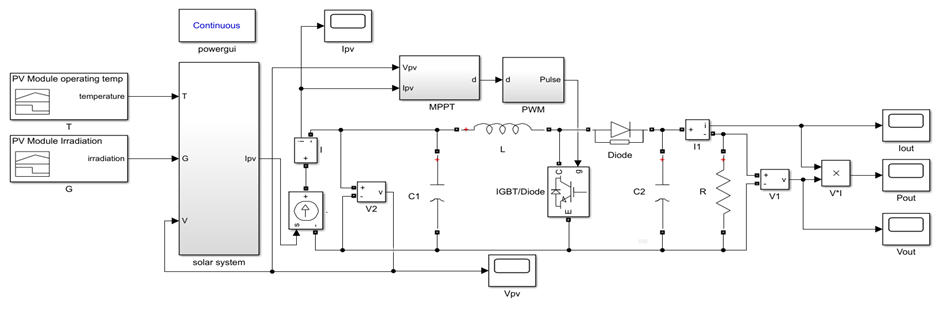 Continuous
powergui
Ipv
PV Module operating temp
temperature
T
PV Module Irradiation
irradiation
G
T
G
V
Ipv
solar system
Vpv
Ipv
d
MPPT
d
Pulse
PWM
i
+
-
I
s
+
-
+
-
v
V2
C1
+
L
IGBT/Diode
C
g
E
Diode
+
C2
+
i
-
I1
R
+
-
v
V1
×
V*I
Iout
Pout
Vout
Vpv